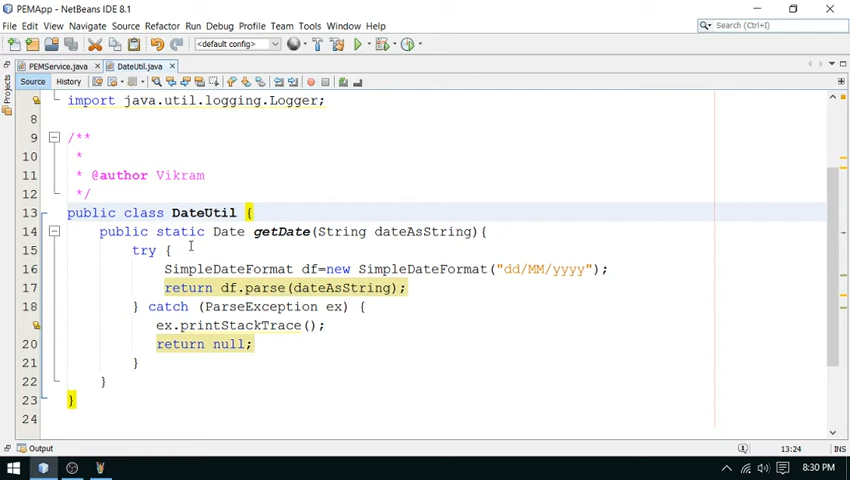 PEMApp - NetBeans IDE 8.1
File Edit View Navigate Source Refactor Run Debug Profile Team Tools Window Help
Search (Ctrl+I)
<default config>
PEMService.java DateUtil.java
Source History
Projects
import java.util.logging.Logger;
8
9 /**
10 *
11 * @author Vikram
12 */
13 public class DateUtil {
14 public static Date getDate(String dateAsString){
15 try {
16 SimpleDateFormat df=new SimpleDateFormat("dd/MM/yyyy");
17 return df.parse(dateAsString);
18 } catch (ParseException ex) {
ex.printStackTrace();
20 return null;
21 }
22 }
23 }
24
Output
13:24 INS
8:30 PM